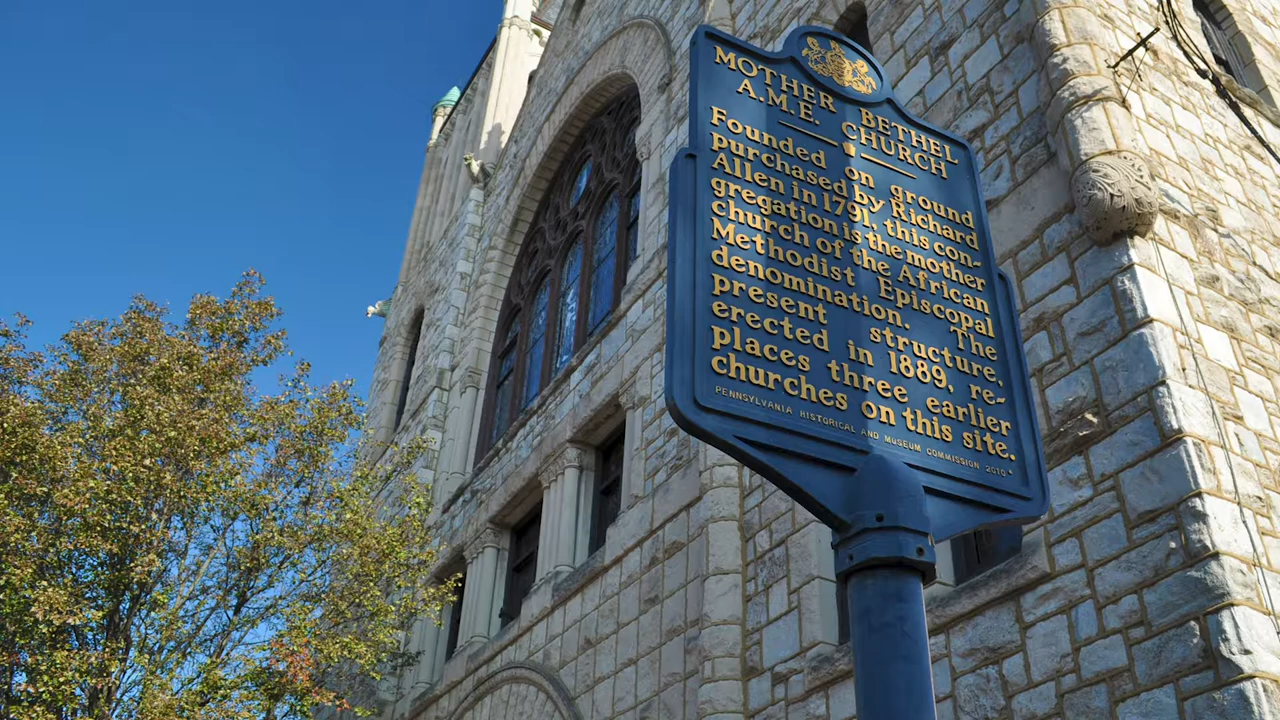 MOTHER BETHEL
A.M.E. CHURCH
Founded on ground
purchased by Richard
Allen in 1791, this con-
gregation is the mother
church of the African
Methodist Episcopal
denomination. The
present structure,
erected in 1889, re-
places three earlier
churches on this site.
PENNSYLVANIA HISTORICAL AND MUSEUM COMMISSION 2010